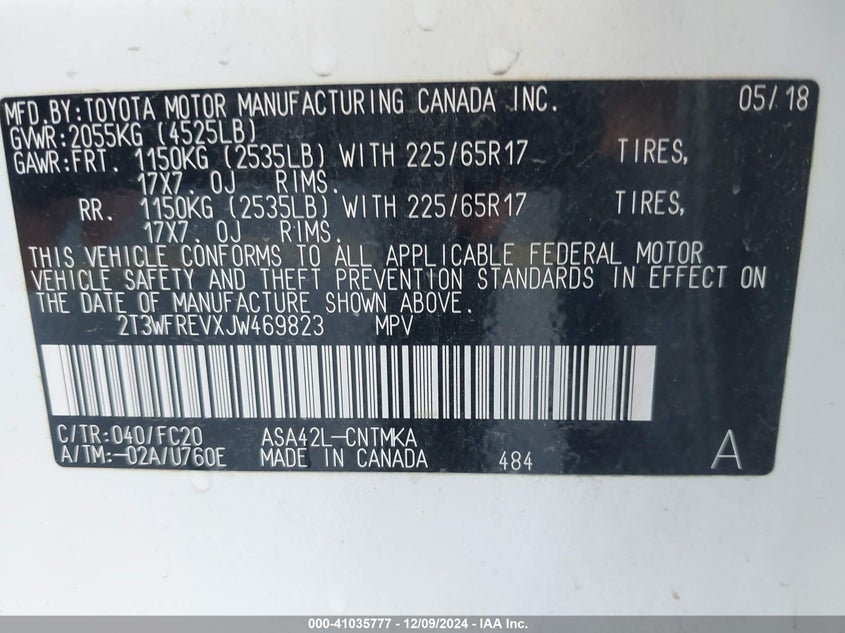 MFD.BY:TOYOTA MOTOR MANUFACTURING CANADA INC. 05/18
GVWR:2055KG (4525LB)
GAWR:FRT. 1150KG (2535LB) WITH 225/65R17 TIRES,
17X7. 0J RIMS.
RR. 1150KG (2535LB) WITH 225/65R17 TIRES,
17X7. 0J RIMS.
THIS VEHICLE CONFORMS TO ALL APPLICABLE FEDERAL MOTOR
VEHICLE SAFETY AND THEFT PREVENTION STANDARDS IN EFFECT ON
THE DATE OF MANUFACTURE SHOWN ABOVE.
2T3WFREVXJW469823 MPV
C/TR:040/FC20 ASA42L-CNTMKA
A/TM:-02A/U760E MADE IN CANADA 484 A
000-41035777 - 12/09/2024 - IAA Inc.